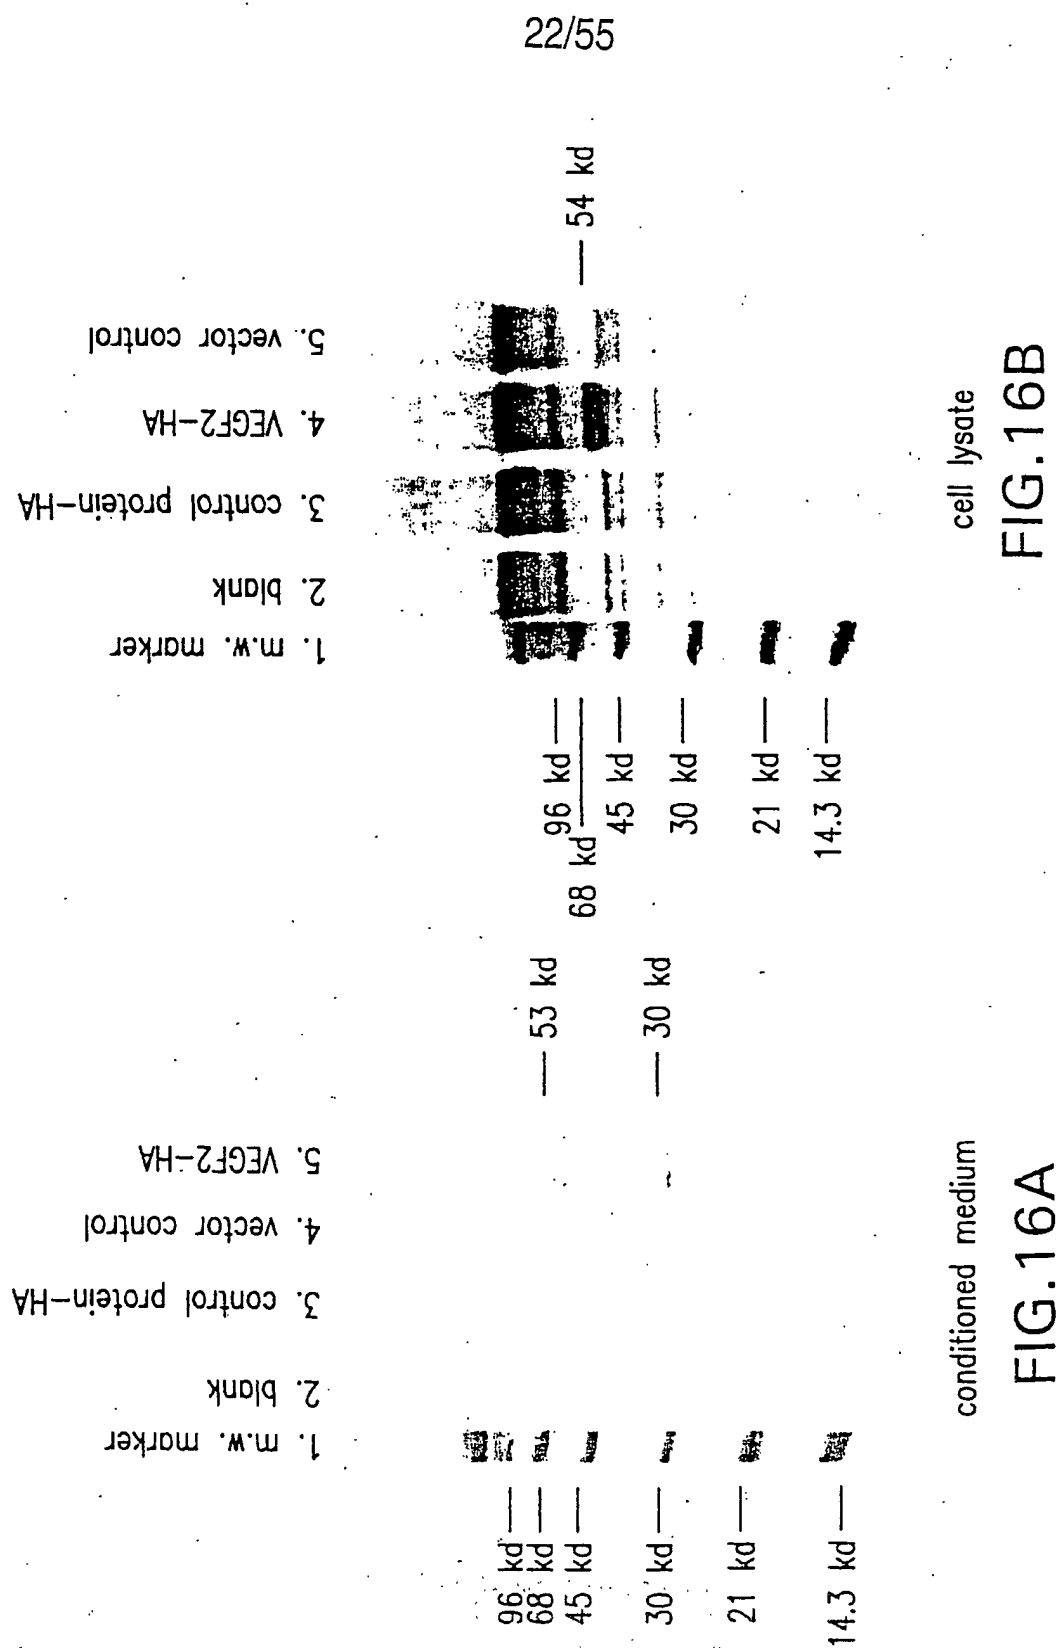 22/55
1. m.w. marker
2. blank
3. control protein-HA
4. vector control
5. VEGF2-HA
96 kd
68 kd
45 kd
30 kd
21 kd
14.3 kd
53 kd
30 kd
conditioned medium
FIG.16A
1. m.w. marker
2. blank
3. control protein-HA
4. VEGF2-HA
5. vector control
96 kd
68 kd
45 kd
30 kd
21 kd
14.3 kd
54 kd
cell lysate
FIG.16B